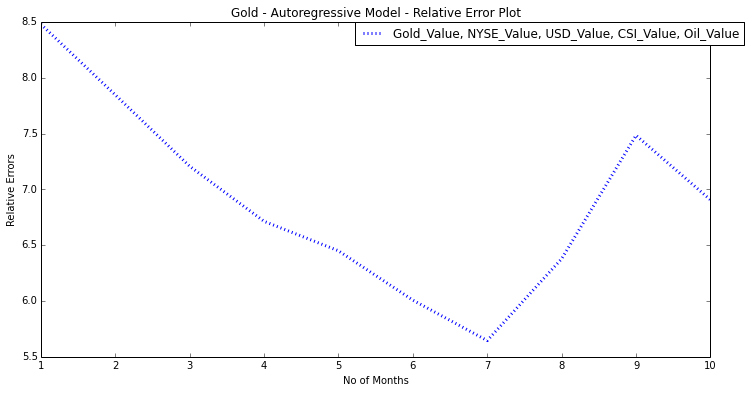 Gold - Autoregressive Model - Relative Error Plot
Gold_Value, NYSE_Value, USD_Value, CSI_Value, Oil_Value
Relative Errors
8.5
8.0
7.5
7.0
6.5
6.0
5.5
1 2 3 4 5 6 7 8 9 10
No of Months